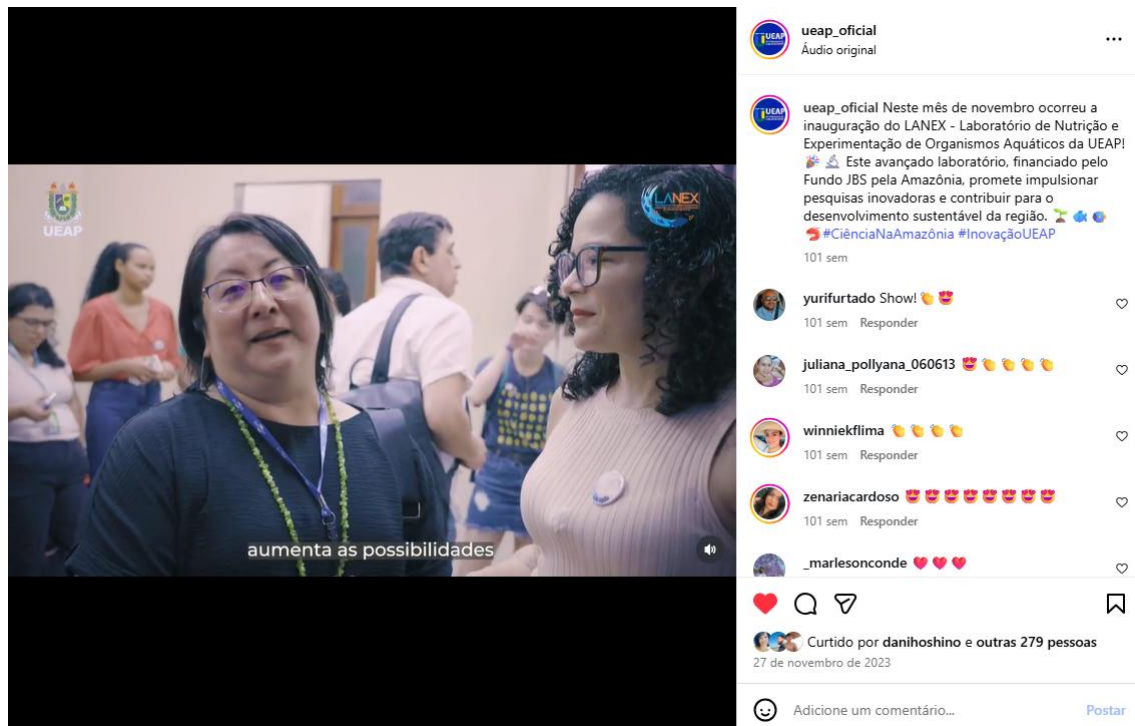 ueap_oficial
Áudio original
ueap_oficial Neste mês de novembro ocorreu a
inauguração do LANEX - Laboratório de Nutrição e
Experimentação de Organismos Aquáticos da UEAP!
🎉 🔬 Este avançado laboratório, financiado pelo
Fundo JBS pela Amazônia, promete impulsionar
pesquisas inovadoras e contribuir para o
desenvolvimento sustentável da região. 🌱 🐟 🐡
🦐 #CiênciaNaAmazônia #InovaçãoUEAP
101 sem
UEAP
LANEX
aumenta as possibilidades
yurifurtado Show! 👏 😍
101 sem Responder
juliana_pollyana_060613 😍 👏 👏 👏 👏
101 sem Responder
winniekflima 👏 👏 👏 👏
101 sem Responder
zenariacardoso 😍 😍 😍 😍 😍 😍 😍 😍
101 sem Responder
_marlesonconde ❤️ ❤️ ❤️
Curtido por danihoshino e outras 279 pessoas
27 de novembro de 2023
Adicione um comentário...
Postar